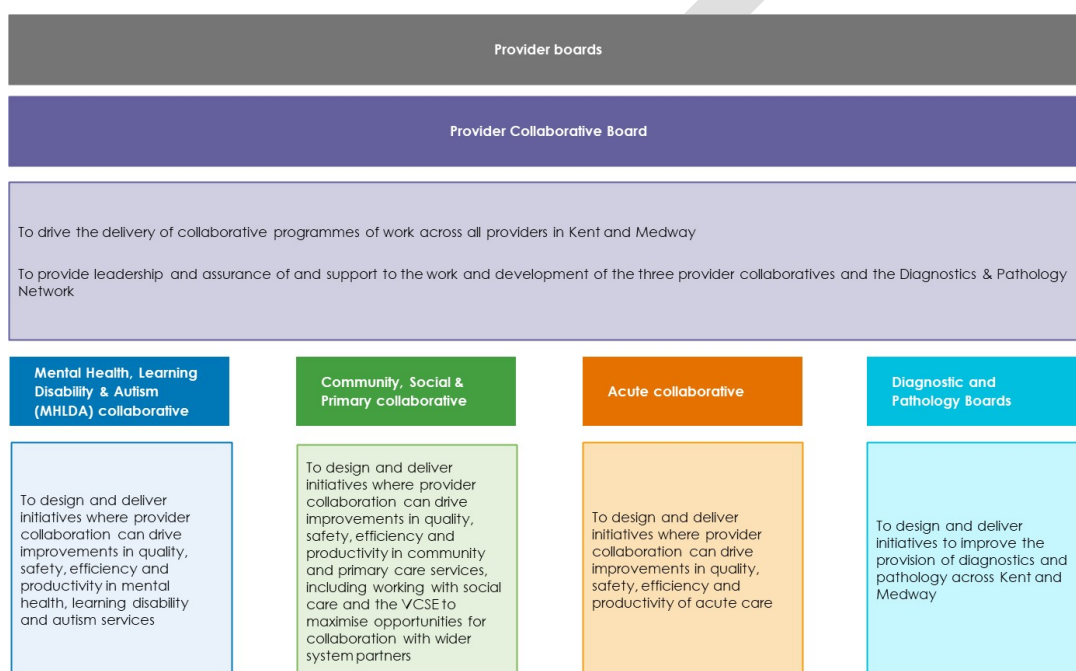 Provider boards
Provider Collaborative Board
To drive the delivery of collaborative programmes of work across all providers in Kent and Medway
To provide leadership and assurance of and support to the work and development of the three provider collaboratives and the Diagnostics & Pathology
Network
Mental Health, Learning
Disability & Autism
(MHLDA) collaborative
To design and deliver
initiatives where provider
collaboration can drive
improvements in quality,
safety, efficiency and
productivity in mental
health, learning disability
and autism services
Community, Social &
Primary collaborative
To design and deliver
initiatives where provider
collaboration can drive
improvements in quality,
safety, efficiency and
productivity in community
and primary care services,
including working with social
care and the VCSE to
maximise opportunities for
collaboration with wider
system partners
Acute collaborative
To design and deliver
initiatives where provider
collaboration can drive
improvements in quality,
safety, efficiency and
productivity of acute care
Diagnostic and
Pathology Boards
To design and deliver
initiatives to improve the
provision of diagnostics and
pathology across Kent and
Medway